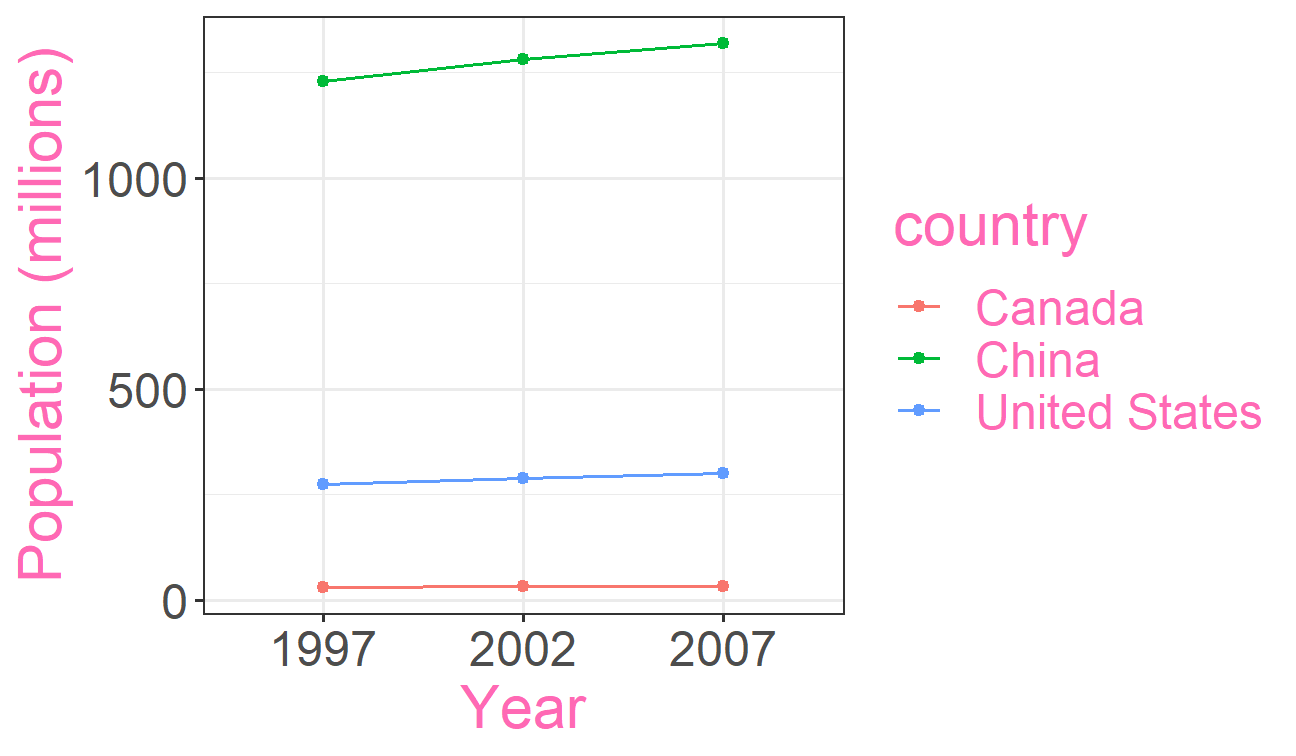 Population (millions)
1000
500
0
1997 2002 2007
Year
country
Canada
China
United States